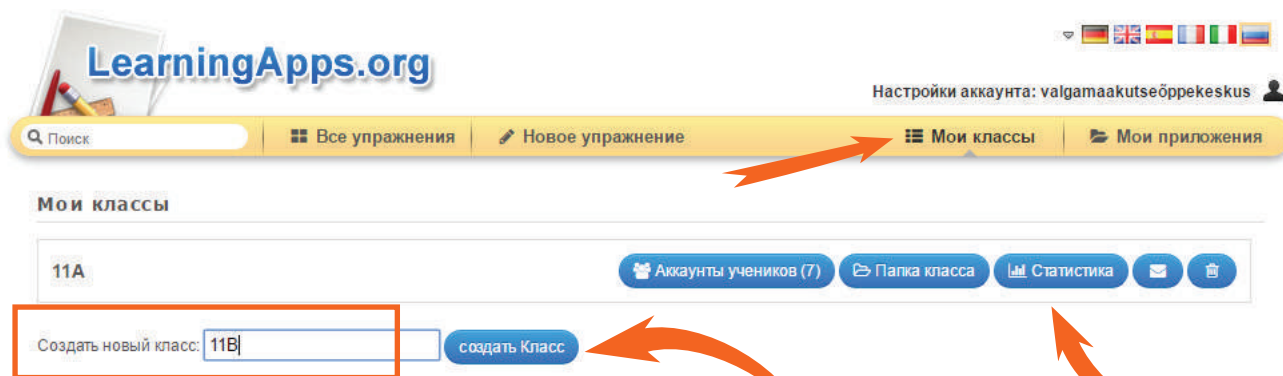 LearningApps.org
Настройки аккаунта: valgamaakutseõppekeskus
Поиск
Все упражнения
Новое упражнение
Мои классы
Мои приложения
Мои классы
11A
Аккаунты учеников (7)
Папка класса
Статистика
Создать новый класс: 11B
создать Класс